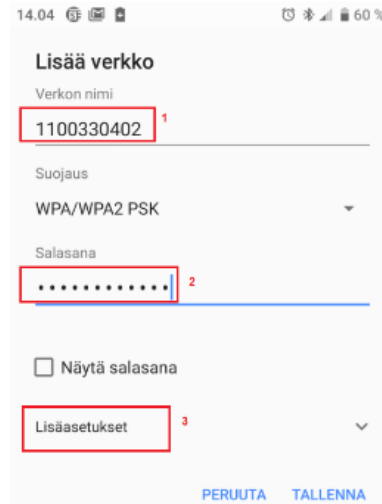 14.04 60 %
Lisää verkko
Verkon nimi
1100330402
1
Suojaus
WPA/WPA2 PSK
Salasana
••••••••••••
2
Näytä salasana
Lisäasetukset
3
PERUUTA TALLENNA